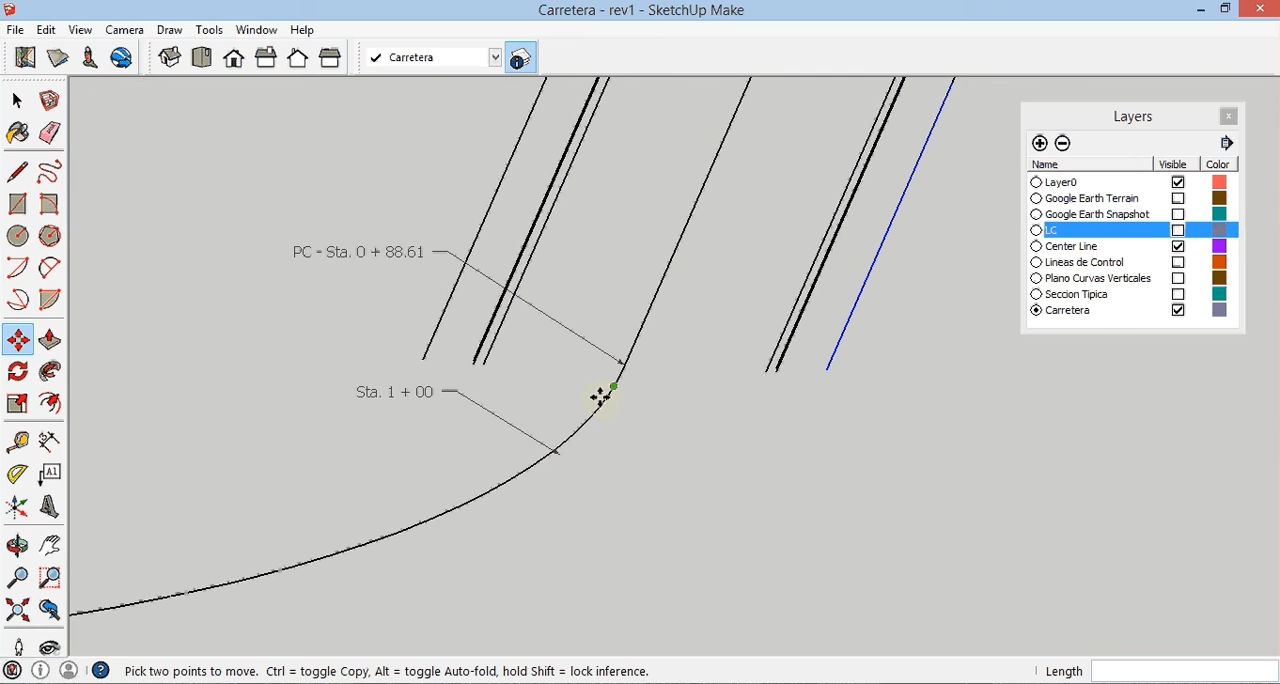 Carretera - rev1 - SketchUp Make
File Edit View Camera Draw Tools Window Help
Carretera
Layers
Name Visible Color
Layer0
Google Earth Terrain
Google Earth Snapshot
LC
Center Line
Lineas de Control
Plano Curvas Verticales
Seccion Tipica
Carretera
PC - Sta. 0 + 88.61
Sta. 1 + 00
A1
Pick two points to move. Ctrl = toggle Copy, Alt = toggle Auto-fold, hold Shift = lock inference.
Length